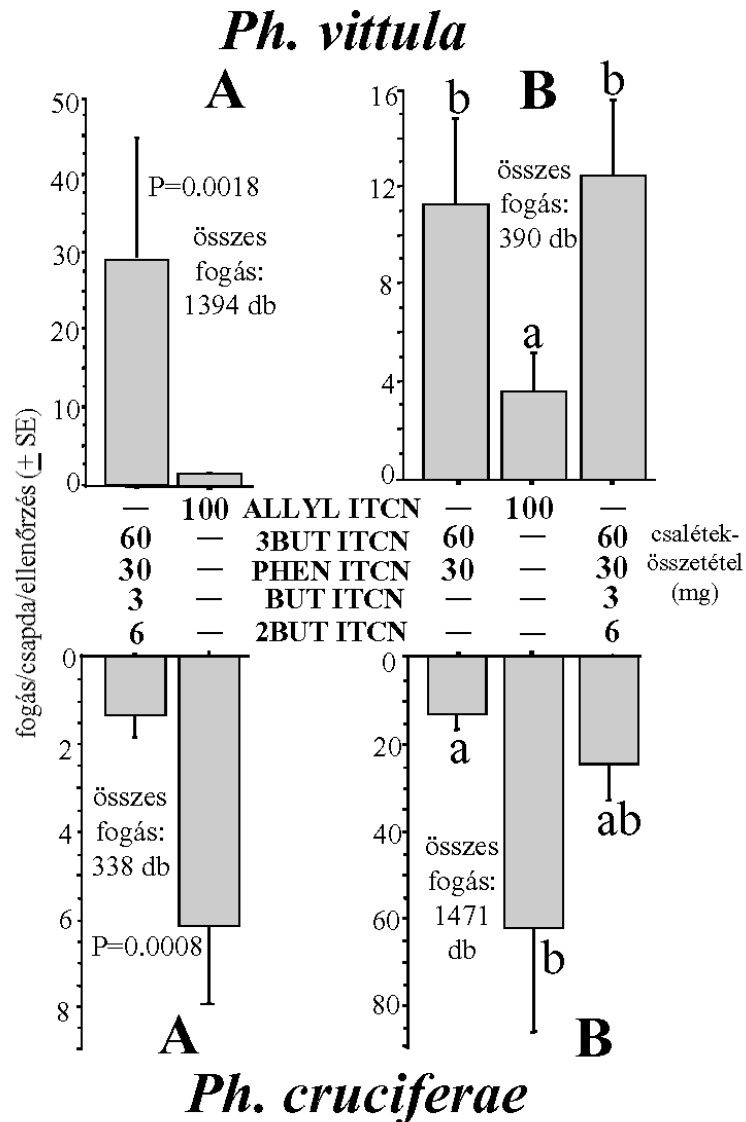 Ph. vittula
A
B
50
40
30
20
10
0
P=0.0018
összes
fogás:
1394 db
16
12
8
4
0
b
a
b
összes
fogás:
390 db
fogás/csapda/ellenőrzés (± SE)
— 100 ALLYL ITCN — 100 —
60 — 3BUT ITCN 60 — 60
30 — PHEN ITCN 30 — 30
3 — BUT ITCN — — 3
6 — 2BUT ITCN — — 6
csalétek-
összetétel
(mg)
0
2
4
6
8
összes
fogás:
338 db
P=0.0008
A
0
20
40
60
80
a
b
ab
összes
fogás:
1471
db
B
Ph. cruciferae